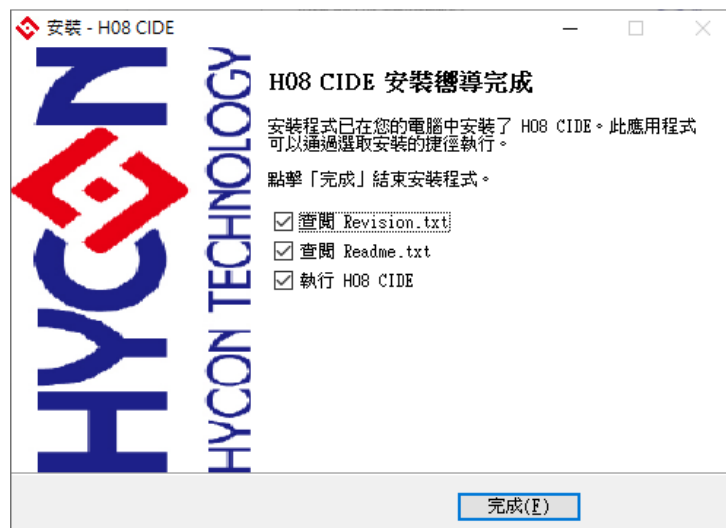 安裝 - H08 CIDE
HYCON
HYCON TECHNOLOGY
H08 CIDE 安裝嚮導完成
安裝程式已在您的電腦中安裝了 H08 CIDE。此應用程式
可以通過選取安裝的捷徑執行。
點擊「完成」結束安裝程式。
查閱 Revision.txt
查閱 Readme.txt
執行 H08 CIDE
完成(F)